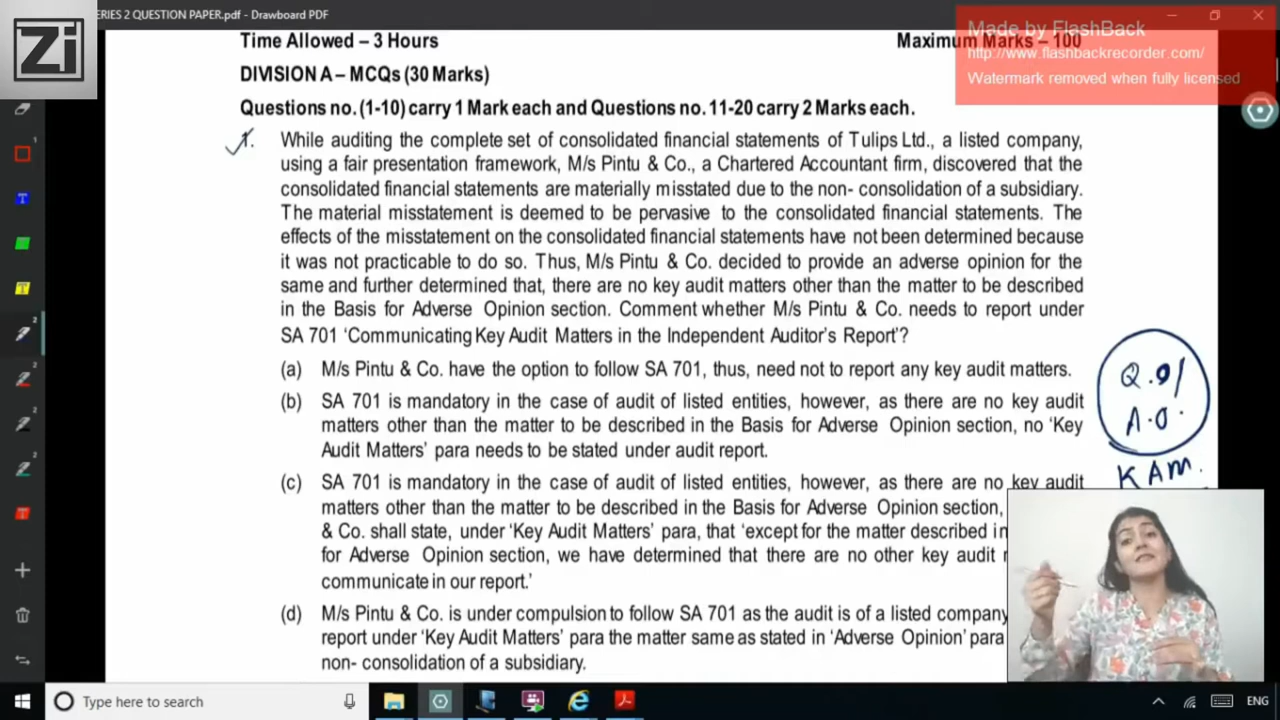 Zi
ERIES 2 QUESTION PAPER.pdf - Drawboard PDF
Made by FlashBack
http://www.flashbackrecorder.com/
Watermark removed when fully licensed
Time Allowed – 3 Hours
Maximum Marks – 100
DIVISION A – MCQs (30 Marks)
Questions no. (1-10) carry 1 Mark each and Questions no. 11-20 carry 2 Marks each.
1. While auditing the complete set of consolidated financial statements of Tulips Ltd., a listed company,
using a fair presentation framework, M/s Pintu & Co., a Chartered Accountant firm, discovered that the
consolidated financial statements are materially misstated due to the non- consolidation of a subsidiary.
The material misstatement is deemed to be pervasive to the consolidated financial statements. The
effects of the misstatement on the consolidated financial statements have not been determined because
it was not practicable to do so. Thus, M/s Pintu & Co. decided to provide an adverse opinion for the
same and further determined that, there are no key audit matters other than the matter to be described
in the Basis for Adverse Opinion section. Comment whether M/s Pintu & Co. needs to report under
SA 701 ‘Communicating Key Audit Matters in the Independent Auditor’s Report’?
(a) M/s Pintu & Co. have the option to follow SA 701, thus, need not to report any key audit matters.
(b) SA 701 is mandatory in the case of audit of listed entities, however, as there are no key audit
matters other than the matter to be described in the Basis for Adverse Opinion section, no ‘Key
Audit Matters’ para needs to be stated under audit report.
(c) SA 701 is mandatory in the case of audit of listed entities, however, as there are no key audit
matters other than the matter to be described in the Basis for Adverse Opinion section,
& Co. shall state, under ‘Key Audit Matters’ para, that ‘except for the matter described in
for Adverse Opinion section, we have determined that there are no other key audit
communicate in our report.’
(d) M/s Pintu & Co. is under compulsion to follow SA 701 as the audit is of a listed company
report under ‘Key Audit Matters’ para the matter same as stated in ‘Adverse Opinion’ para
non- consolidation of a subsidiary.
Q.O/
A.O.
KAM.
Type here to search
ENG